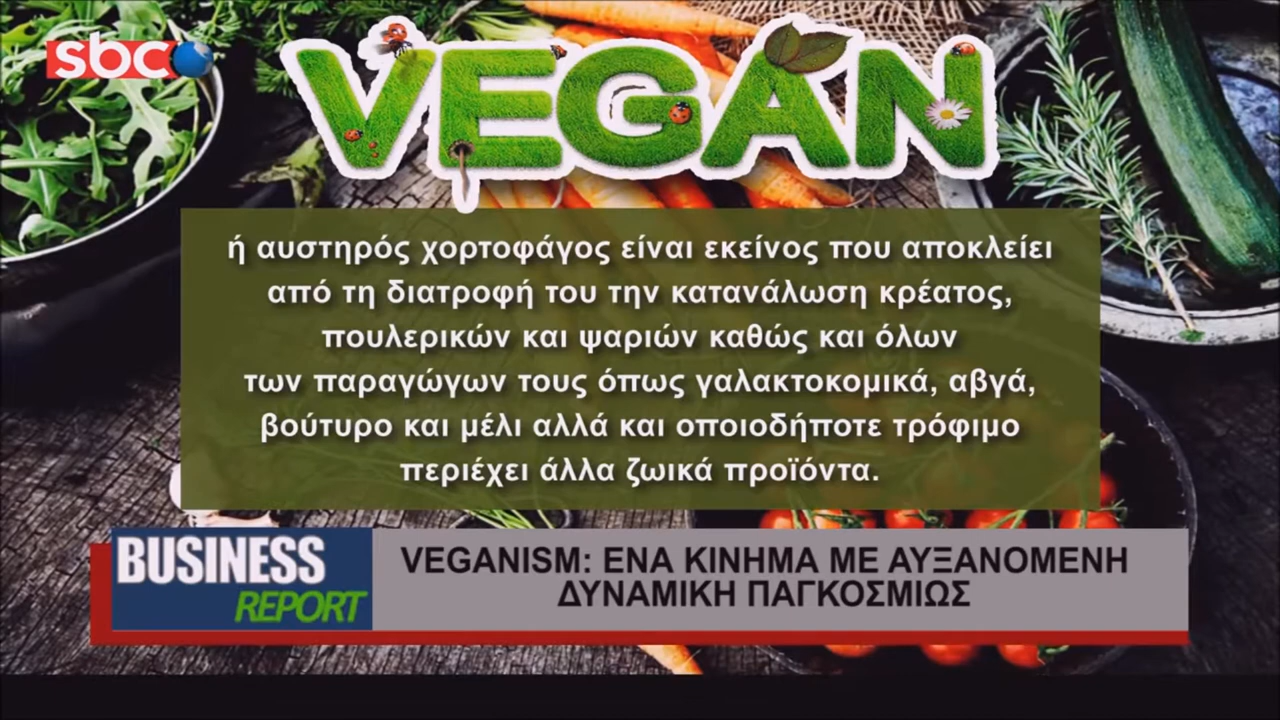 sbc
VEGAN
ή αυστηρός χορτοφάγος είναι εκείνος που αποκλείει
από τη διατροφή του την κατανάλωση κρέατος,
πουλερικών και ψαριών καθώς και όλων
των παραγώγων τους όπως γαλακτοκομικά, αβγά,
βούτυρο και μέλι αλλά και οποιοδήποτε τρόφιμο
περιέχει άλλα ζωικά προϊόντα.
BUSINESS
REPORT
VEGANISM: ΕΝΑ ΚΙΝΗΜΑ ΜΕ ΑΥΞΑΝΟΜΕΝΗ
ΔΥΝΑΜΙΚΗ ΠΑΓΚΟΣΜΙΩΣ